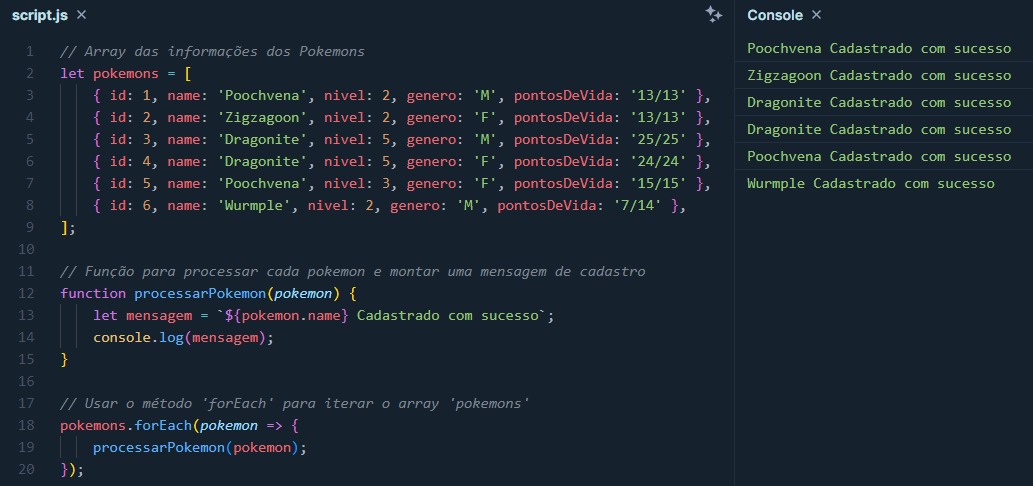 script.js ×
1 // Array das informações dos Pokemons
2 let pokemons = [
3 { id: 1, name: 'Poochvena', nivel: 2, genero: 'M', pontosDeVida: '13/13' },
4 { id: 2, name: 'Zigzagoon', nivel: 2, genero: 'F', pontosDeVida: '13/13' },
5 { id: 3, name: 'Dragonite', nivel: 5, genero: 'M', pontosDeVida: '25/25' },
6 { id: 4, name: 'Dragonite', nivel: 5, genero: 'F', pontosDeVida: '24/24' },
7 { id: 5, name: 'Poochvena', nivel: 3, genero: 'F', pontosDeVida: '15/15' },
8 { id: 6, name: 'Wurmple', nivel: 2, genero: 'M', pontosDeVida: '7/14' },
9 ];
10
11 // Função para processar cada pokemon e montar uma mensagem de cadastro
12 function processarPokemon(pokemon) {
13 let mensagem = `${pokemon.name} Cadastrado com sucesso`;
14 console.log(mensagem);
15 }
16
17 // Usar o método 'forEach' para iterar o array 'pokemons'
18 pokemons.forEach(pokemon => {
19 processarPokemon(pokemon);
20 });
Console ×
Poochvena Cadastrado com sucesso
Zigzagoon Cadastrado com sucesso
Dragonite Cadastrado com sucesso
Dragonite Cadastrado com sucesso
Poochvena Cadastrado com sucesso
Wurmple Cadastrado com sucesso